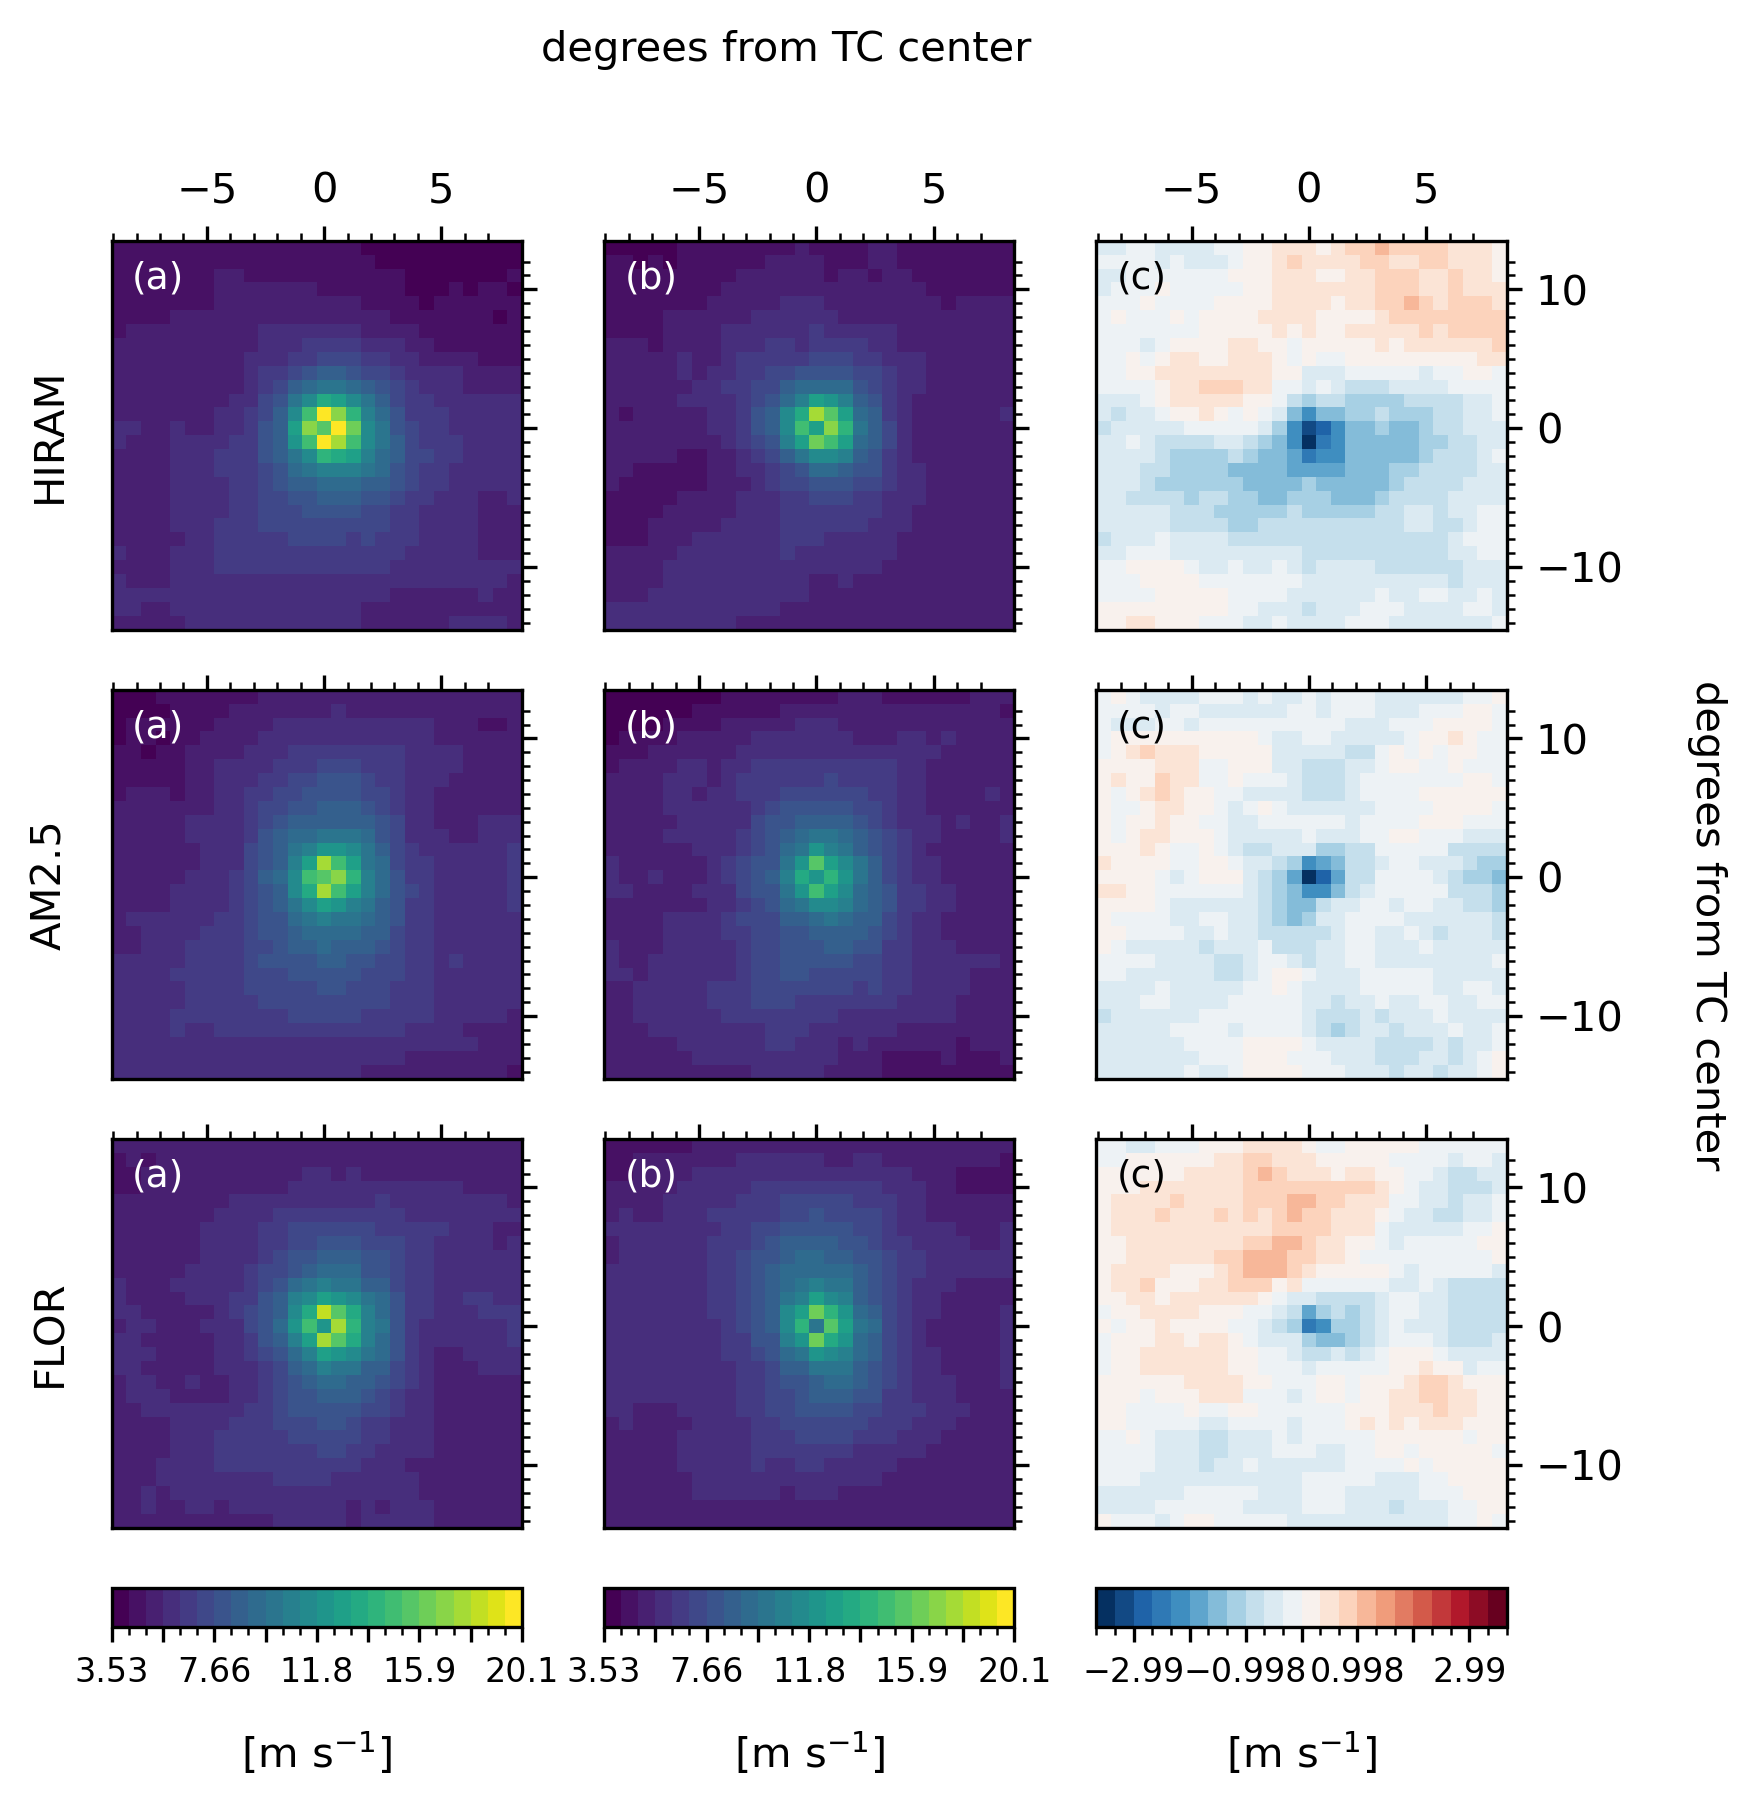 degrees from TC center
−5 0 5 −5 0 5 −5 0 5
(a) (b) (c) 10
HIRAM 0
−10
(a) (b) (c) 10
AM2.5 0
−10
degrees from TC center
(a) (b) (c) 10
FLOR 0
−10
3.53 7.66 11.8 15.9 20.1 3.53 7.66 11.8 15.9 20.1 −2.99 −0.998 0.998 2.99
[m s⁻¹] [m s⁻¹] [m s⁻¹]